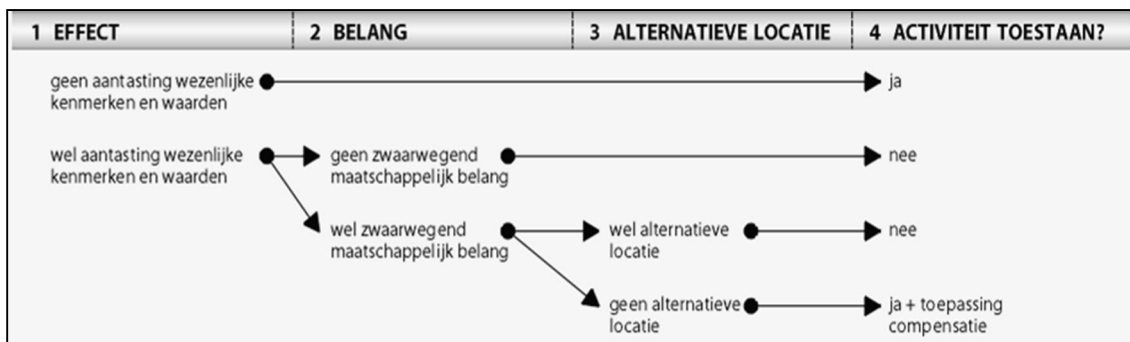 1 EFFECT 2 BELANG 3 ALTERNATIEVE LOCATIE 4 ACTIVITEIT TOESTAAN?
geen aantasting wezenlijke
kenmerken en waarden
ja
wel aantasting wezenlijke
kenmerken en waarden
geen zwaarwegend
maatschappelijk belang
nee
wel zwaarwegend
maatschappelijk belang
wel alternatieve
locatie
nee
geen alternatieve
locatie
ja + toepassing
compensatie